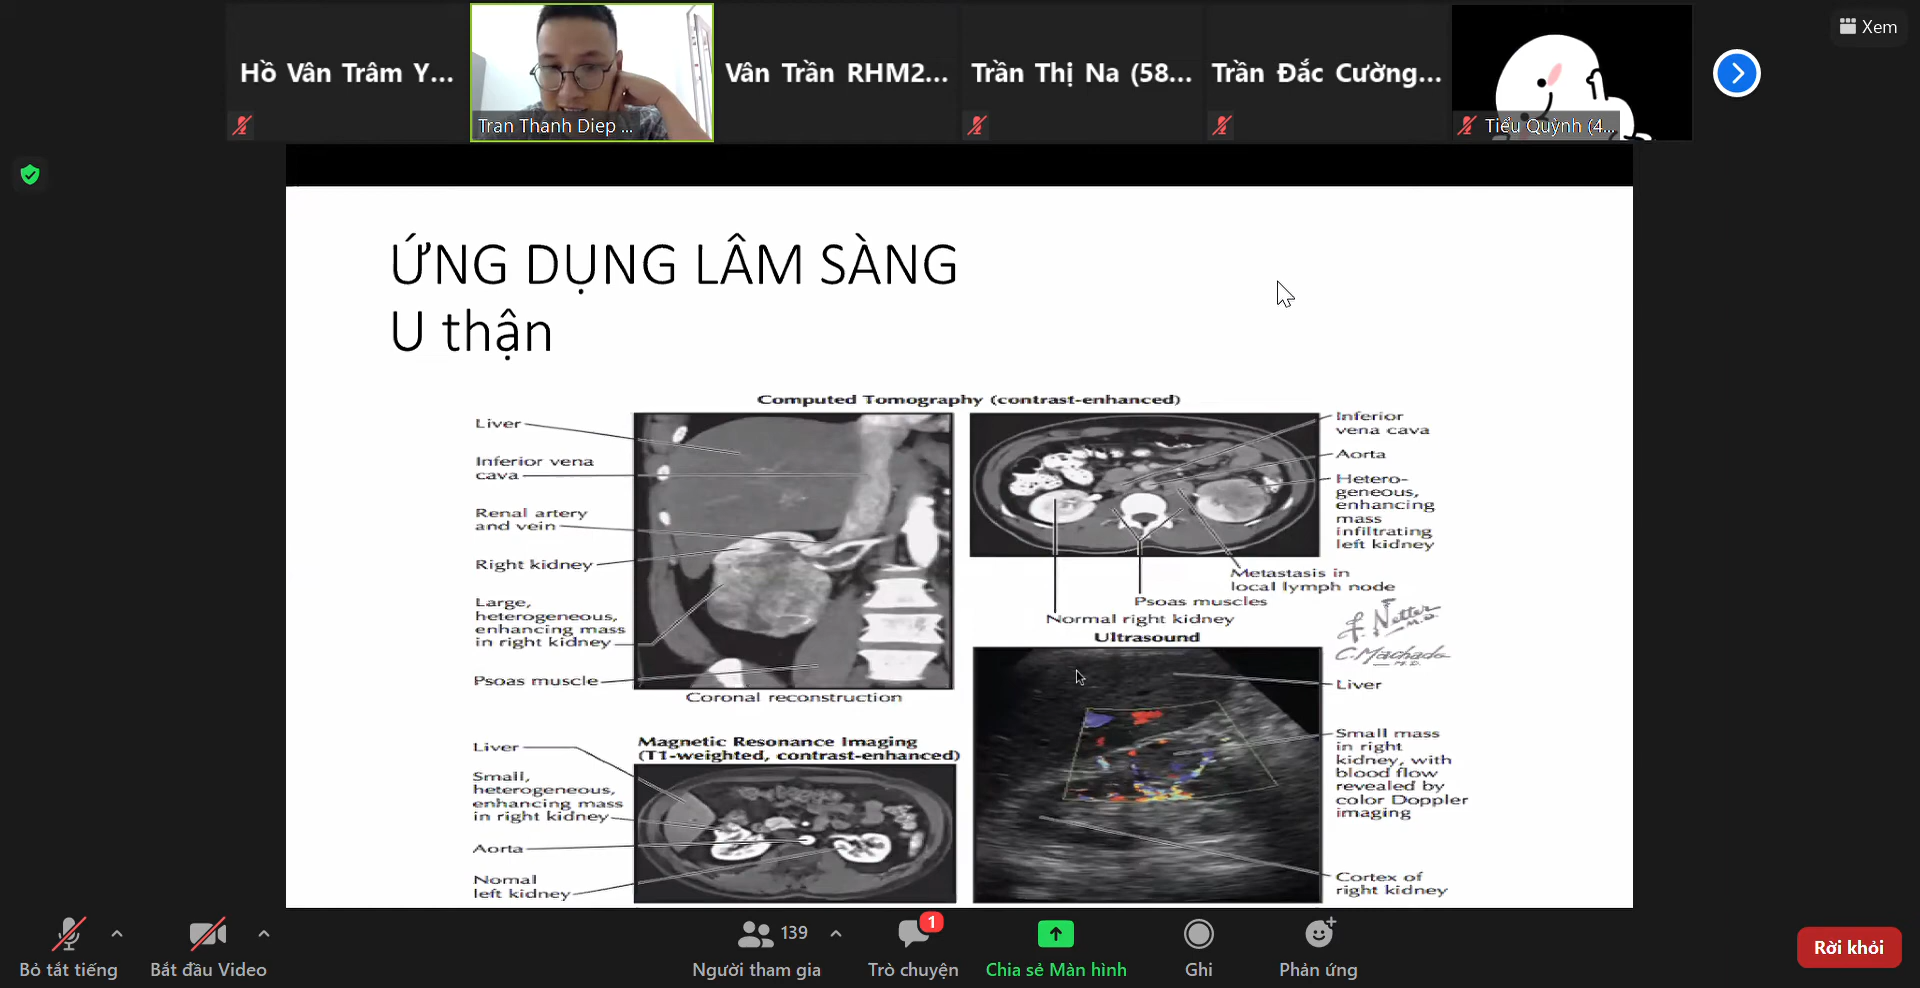 Hồ Vân Trâm Y...
Tran Thanh Diep ...
Vân Trần RHM2...
Trần Thị Na (58...
Trần Đắc Cường...
Tiểu Quỳnh (4...
Xem
ỨNG DỤNG LÂM SÀNG
U thận
Computed Tomography (contrast-enhanced)
Liver
Inferior vena
cava
Renal artery
and vein
Right kidney
Large,
heterogeneous,
enhancing mass
in right kidney
Psoas muscle
Coronal reconstruction
Inferior
vena cava
Aorta
Hetero-
geneous,
enhancing
mass
infiltrating
left kidney
Metastasis in
local lymph node
Psoas muscles
Normal right kidney
F. Netter
M.D.
C. Machado
M.D.
Magnetic Resonance Imaging
(T1-weighted, contrast-enhanced)
Liver
Small,
heterogeneous,
enhancing mass
in right kidney
Aorta
Nomal
left kidney
Ultrasound
Liver
Small mass
in right
kidney, with
blood flow
revealed by
color Doppler
imaging
Cortex of
right kidney
Bỏ tắt tiếng
Bắt đầu Video
139
Người tham gia
1
Trò chuyện
Chia sẻ Màn hình
Ghi
Phản ứng
Rời khỏi